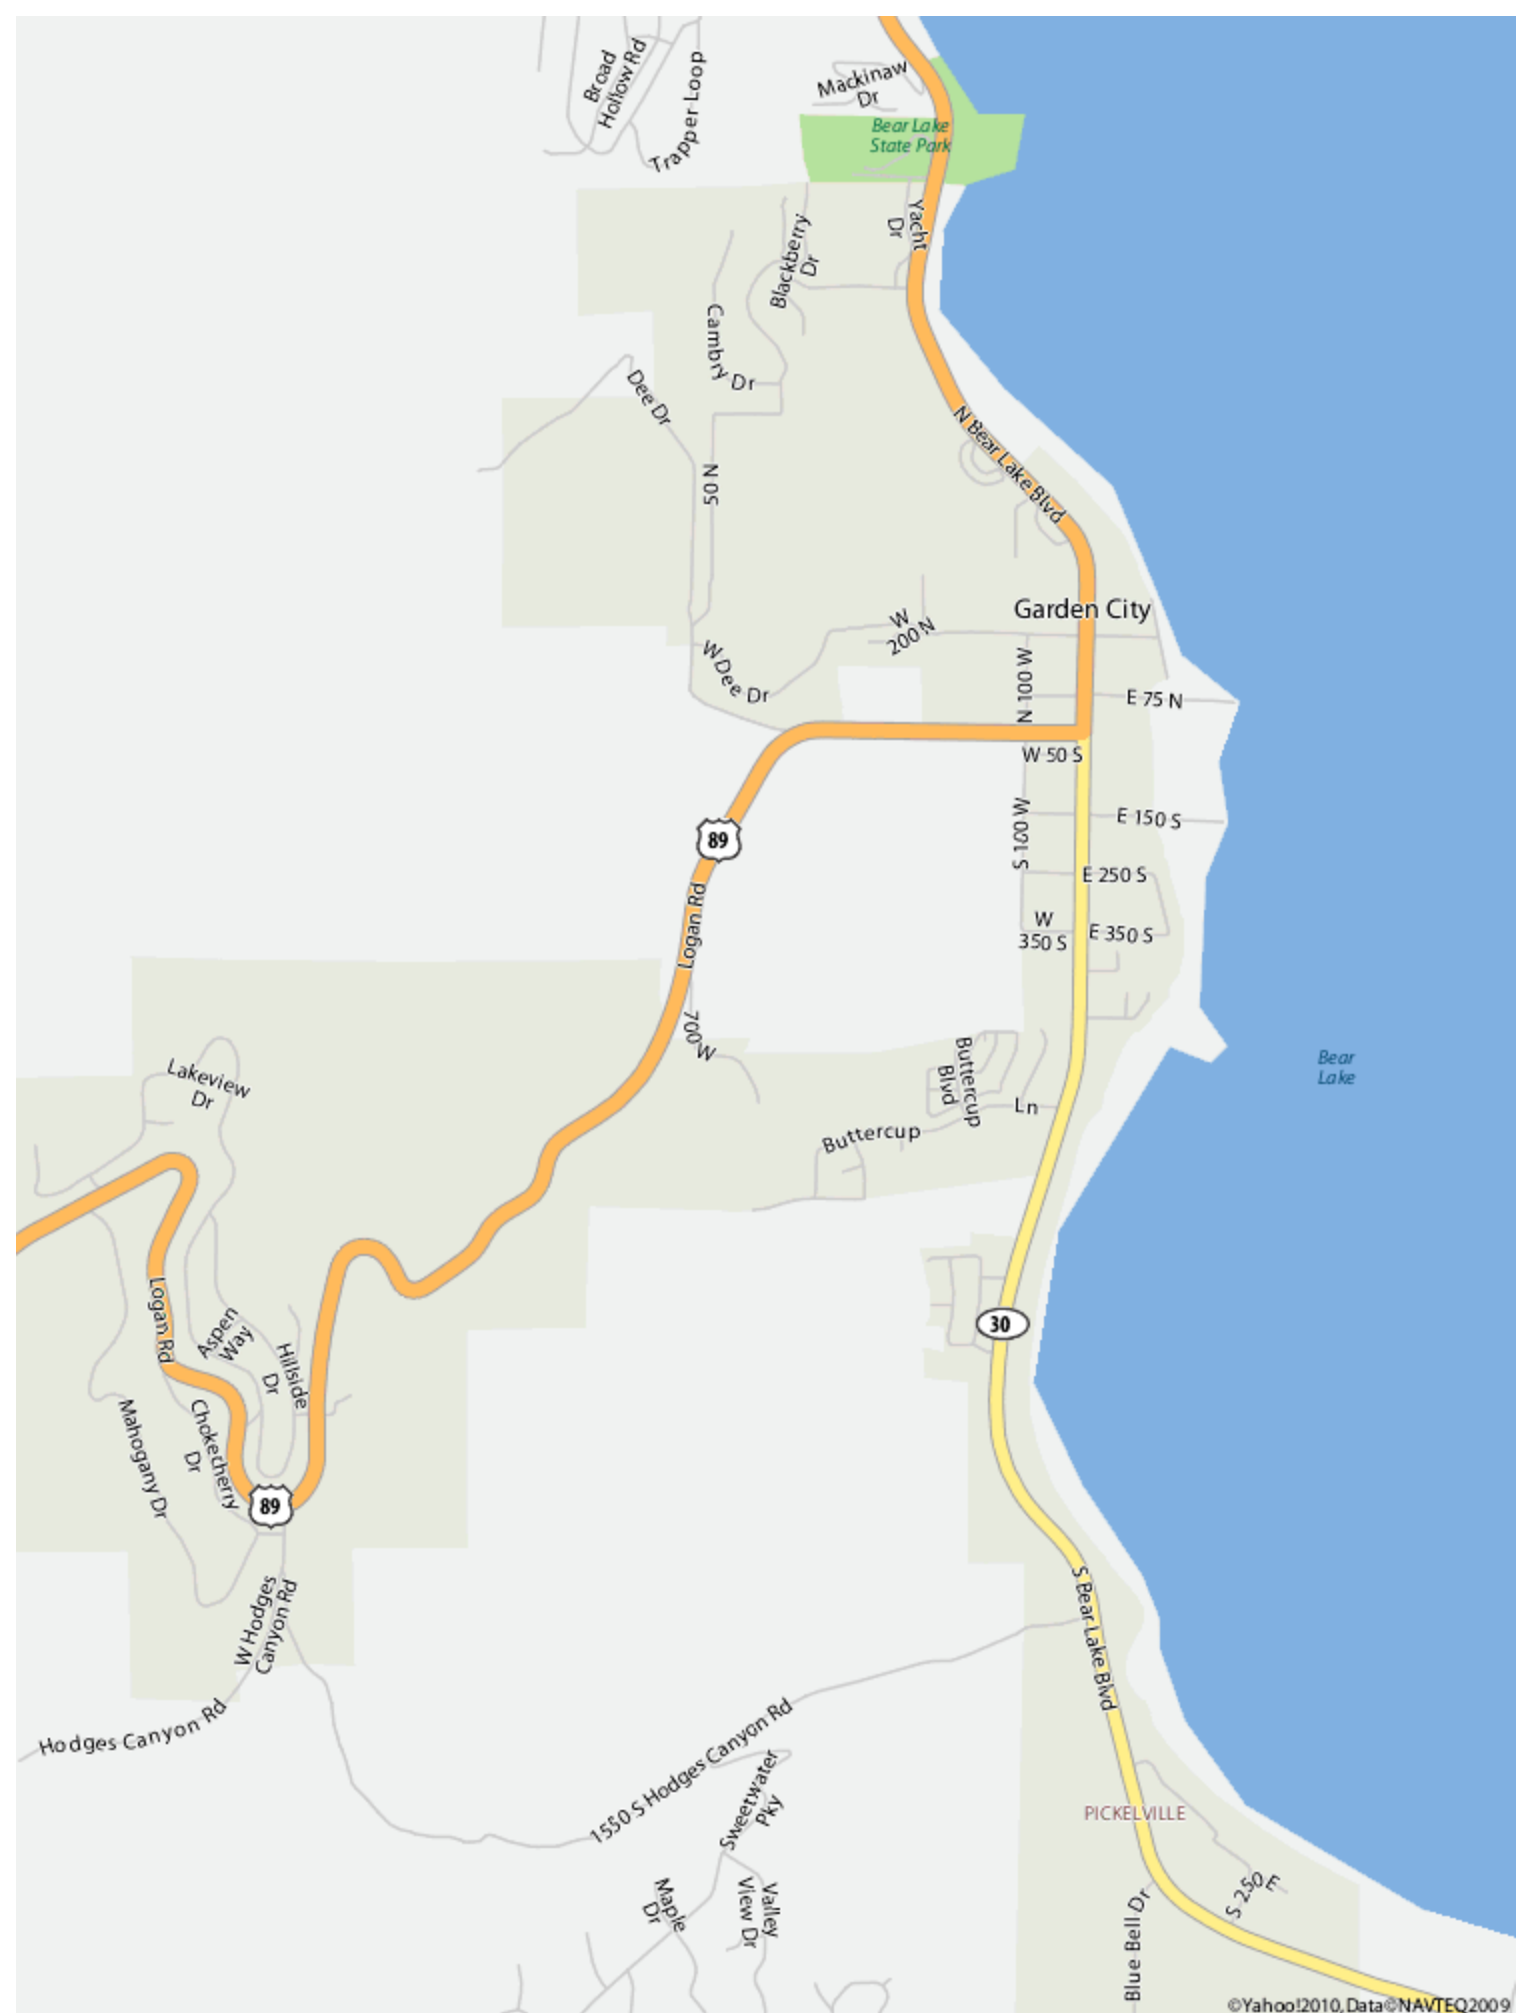 Broad
Hollow Rd
Trapper Loop
Mackinaw
Dr
Bear Lake
State Park
Yacht
Dr
Blackberry
Dr
Cambry Dr
Dee Dr
N Bear Lake Blvd
50 N
Garden City
W
200 N
W Dee Dr
N 100 W
E 75 N
W 50 S
89
S 100 W
E 150 S
E 250 S
Logan Rd
W
350 S
E 350 S
700 W
Buttercup
Blvd
Bear
Lake
Lakeview
Dr
Ln
Buttercup
Logan Rd
Aspen
Way
30
Hillside
Dr
Mahogany Dr
Chokecherry
Dr
89
W Hodges
Canyon Rd
S Bear Lake Blvd
Hodges Canyon Rd
1550 S Hodges Canyon Rd
Sweetwater
Pky
PICKELVILLE
Maple
Dr
Valley
View Dr
Blue Bell Dr
S 250 E
©Yahoo!2010, Data©NAVTEQ2009